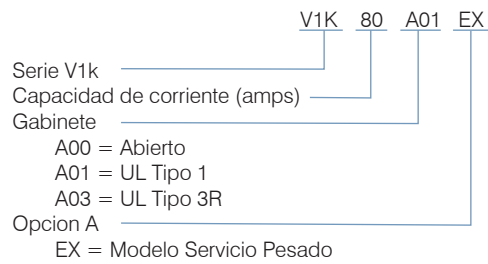 V1K 80 A01 EX
Serie V1k
Capacidad de corriente (amps)
Gabinete
A00 = Abierto
A01 = UL Tipo 1
A03 = UL Tipo 3R
Opcion A
EX = Modelo Servicio Pesado